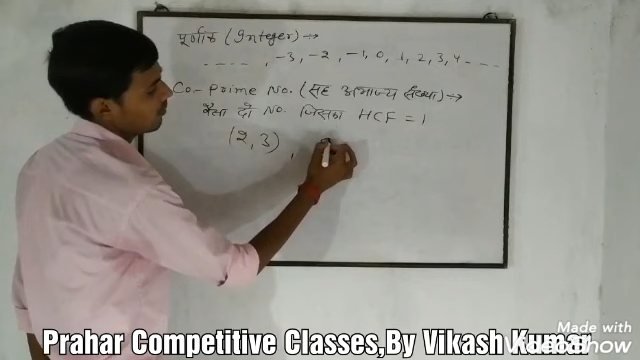 पूर्णांक (Integer) →
.... , -3, -2, -1, 0, 1, 2, 3, 4 ---
Co-Prime No. (सह अभाज्य संख्या) →
वैसा दो No. जिसका HCF = 1
(2, 3) ,
Made with
VideoShow
Prahar Competitive Classes,By Vikash Kumar